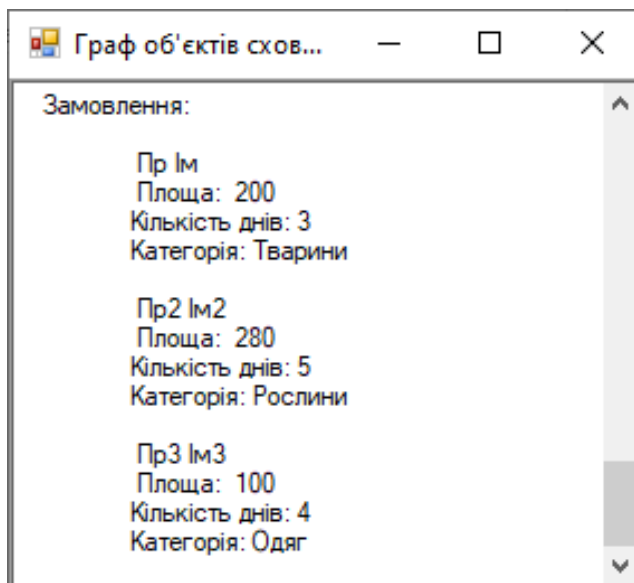 Граф об'єктів схов...
Замовлення:
Пр Ім
Площа: 200
Кількість днів: 3
Категорія: Тварини
Пр2 Ім2
Площа: 280
Кількість днів: 5
Категорія: Рослини
Пр3 Ім3
Площа: 100
Кількість днів: 4
Категорія: Одяг